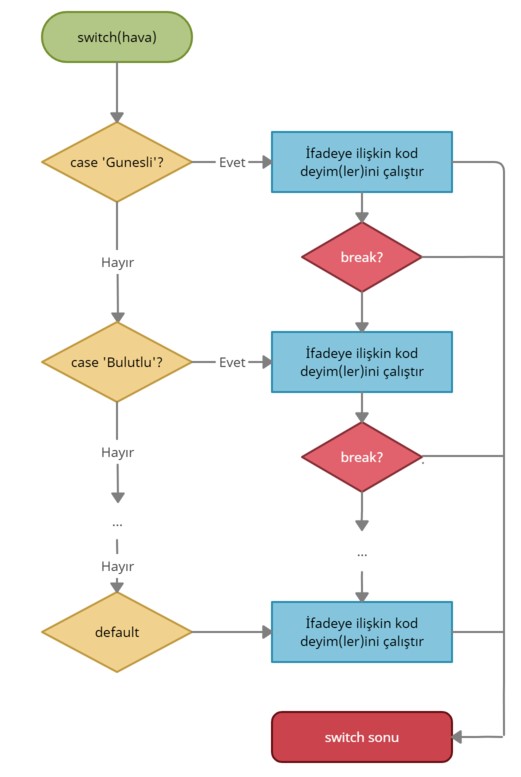 switch(hava)
case 'Gunesli'?
Evet
İfadeye ilişkin kod
deyim(ler)ini çalıştır
break?
Hayır
case 'Bulutlu'?
Evet
İfadeye ilişkin kod
deyim(ler)ini çalıştır
break?
Hayır
...
...
Hayır
default
İfadeye ilişkin kod
deyim(ler)ini çalıştır
switch sonu